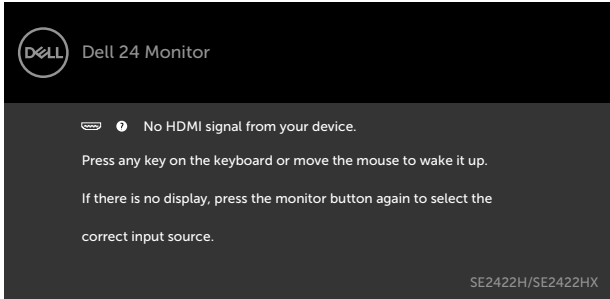 DELL
Dell 24 Monitor
? No HDMI signal from your device.
Press any key on the keyboard or move the mouse to wake it up.
If there is no display, press the monitor button again to select the
correct input source.
SE2422H/SE2422HX